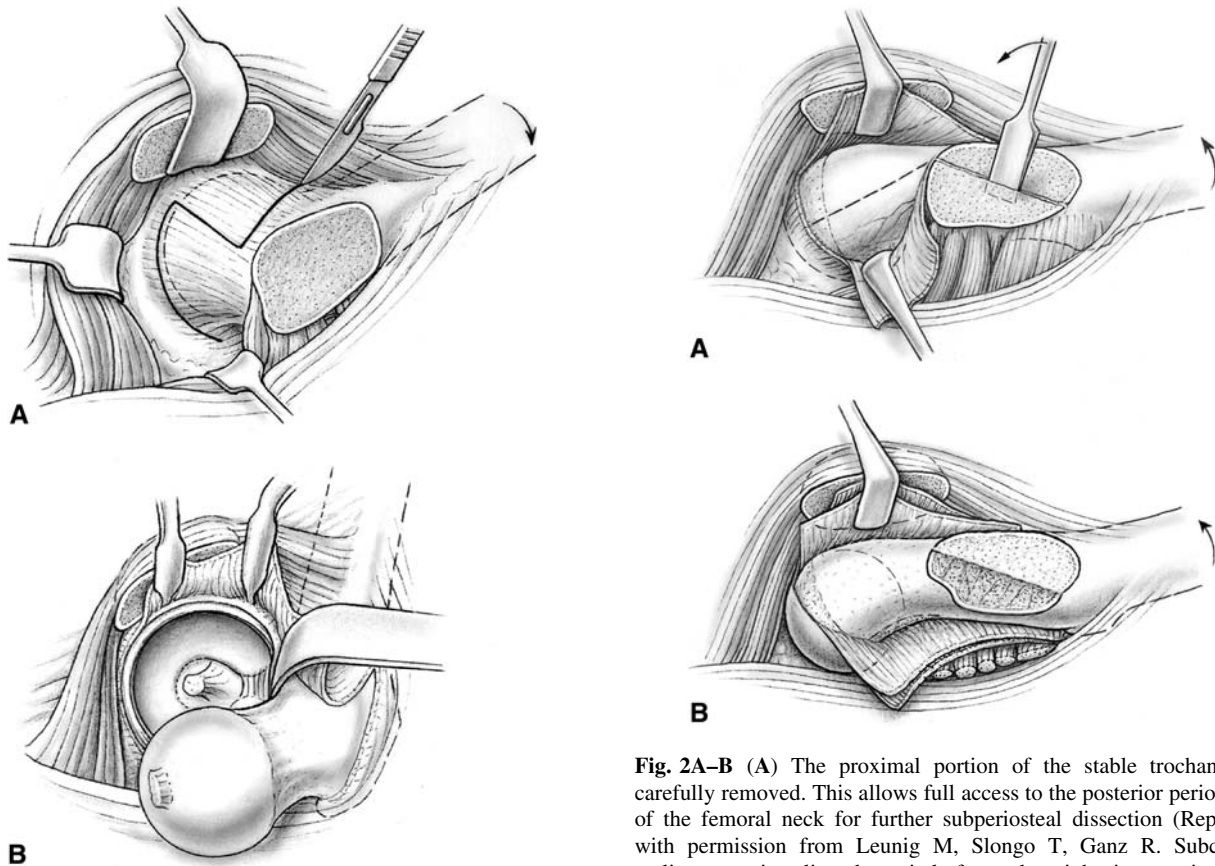 A
B
A
B
Fig. 2A–B (A) The proximal portion of the stable trochan
carefully removed. This allows full access to the posterior perio
of the femoral neck for further subperiosteal dissection (Rep
with permission from Leunig M, Slongo T, Ganz R. Subc